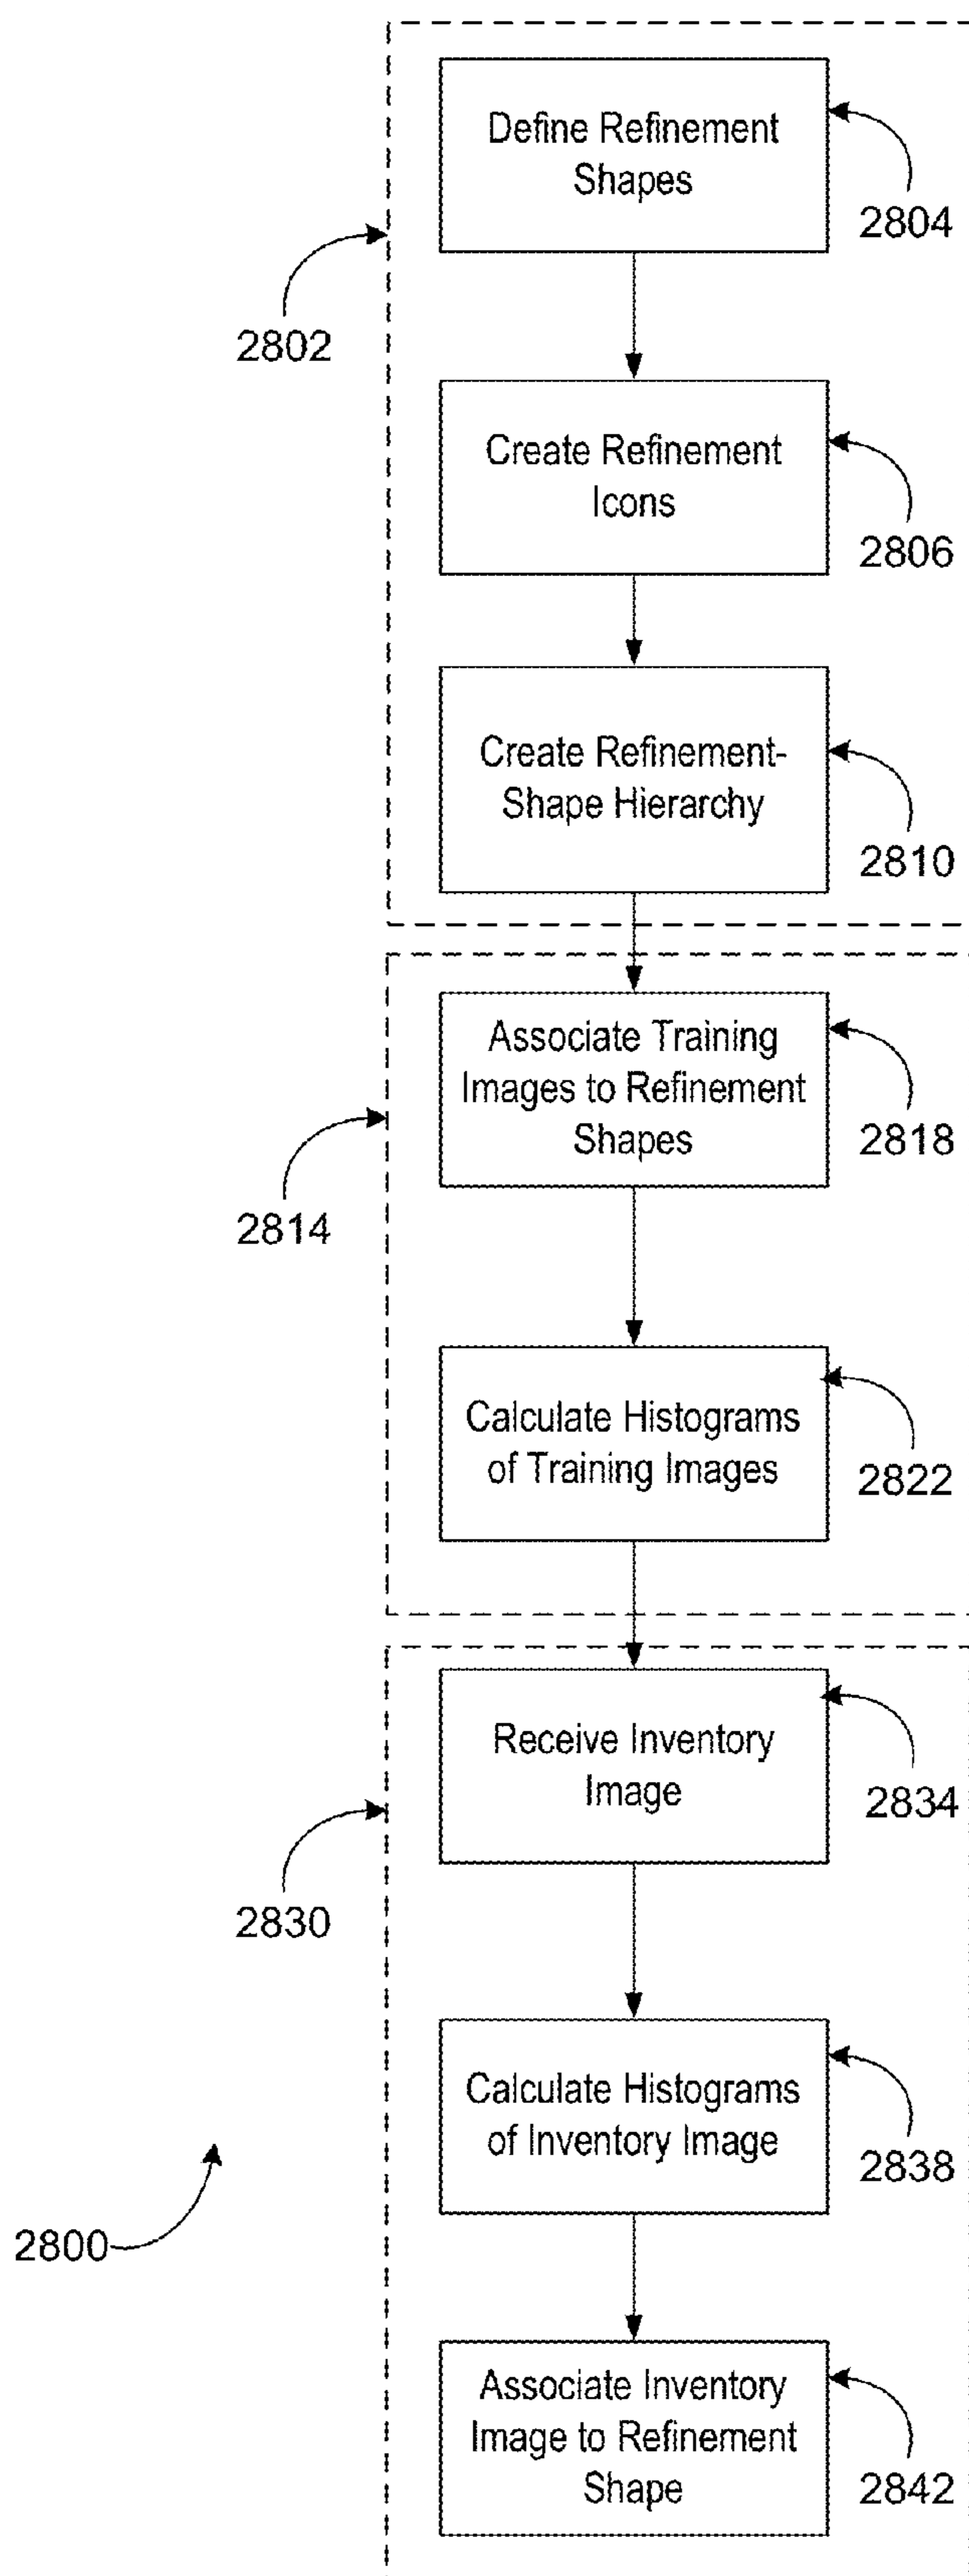 Define Refinement
Shapes
2804
2802
Create Refinement
Icons
2806
Create Refinement-
Shape Hierarchy
2810
Associate Training
Images to Refinement
Shapes
2818
2814
Calculate Histograms
of Training Images
2822
Receive Inventory
Image
2834
2830
Calculate Histograms
of Inventory Image
2838
2800
Associate Inventory
Image to Refinement
Shape
2842